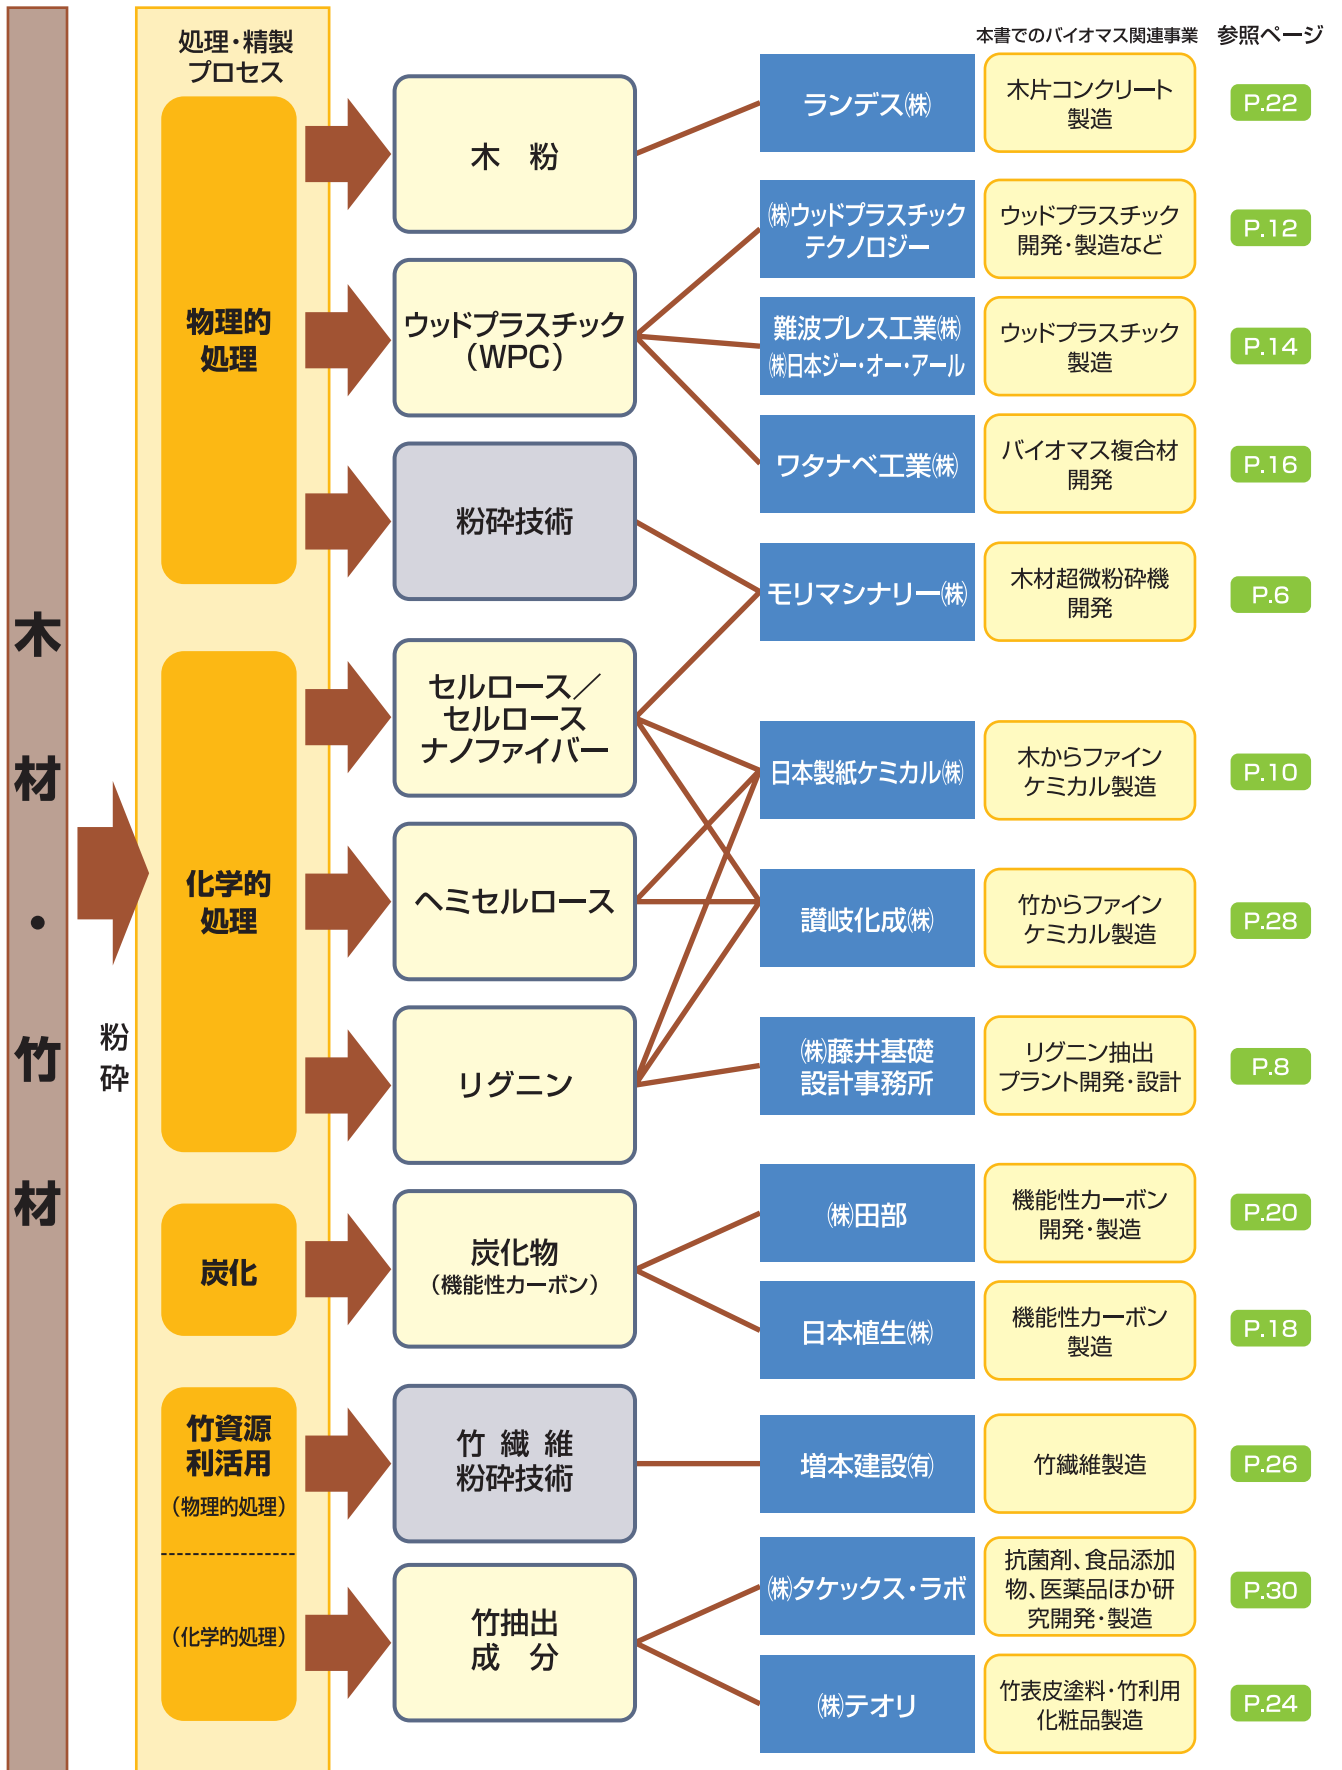 木材・竹材
粉砕
処理・精製
プロセス
物理的
処理
化学的
処理
炭化
竹資源
利活用
（物理的処理）
（化学的処理）
木　粉
ウッドプラスチック
（WPC）
粉砕技術
セルロース／
セルロース
ナノファイバー
ヘミセルロース
リグニン
炭化物
（機能性カーボン）
竹 繊 維
粉砕技術
竹抽出
成　分
本書でのバイオマス関連事業　参照ページ
ランデス㈱
木片コンクリート
製造
P.22
㈱ウッドプラスチック
テクノロジー
ウッドプラスチック
開発・製造など
P.12
難波プレス工業㈱
㈱日本ジー・オー・アール
ウッドプラスチック
製造
P.14
ワタナベ工業㈱
バイオマス複合材
開発
P.16
モリマシナリー㈱
木材超微粉砕機
開発
P.6
日本製紙ケミカル㈱
木からファイン
ケミカル製造
P.10
讃岐化成㈱
竹からファイン
ケミカル製造
P.28
㈱藤井基礎
設計事務所
リグニン抽出
プラント開発・設計
P.8
㈱田部
機能性カーボン
開発・製造
P.20
日本植生㈱
機能性カーボン
製造
P.18
増本建設㈲
竹繊維製造
P.26
㈱タケックス・ラボ
抗菌剤、食品添加
物、医薬品ほか研
究開発・製造
P.30
㈱テオリ
竹表皮塗料・竹利用
化粧品製造
P.24